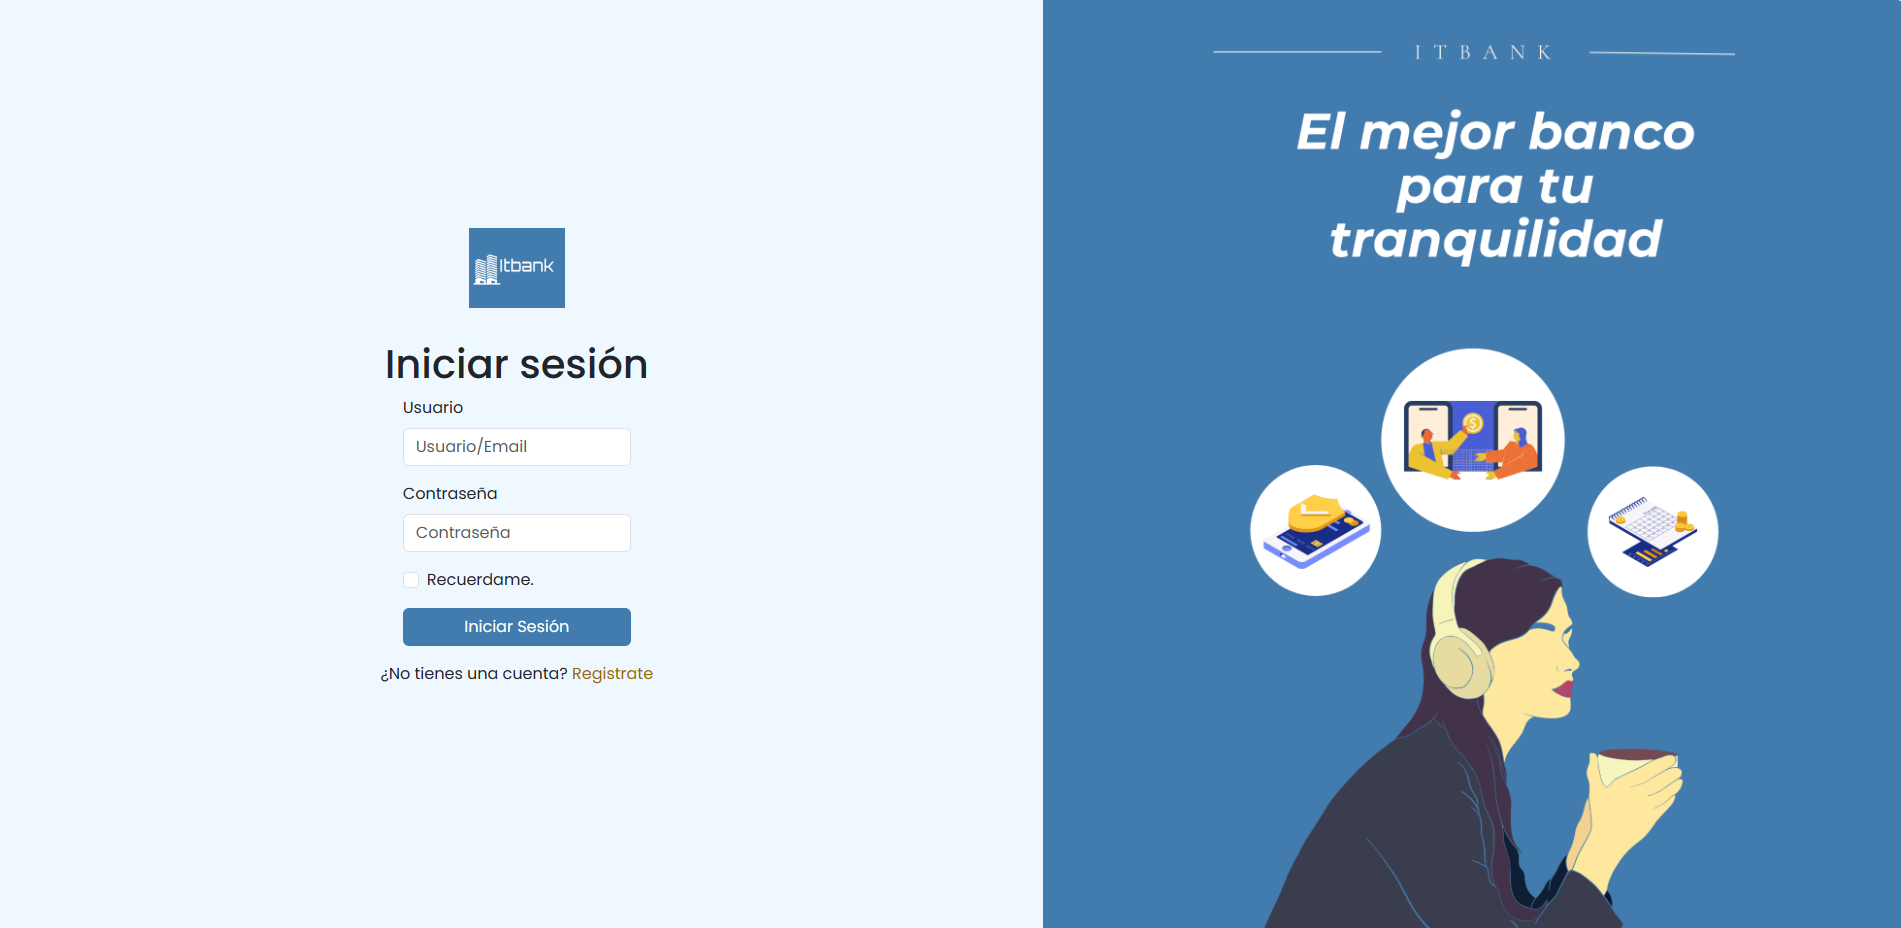 Itbank
Iniciar sesión
Usuario
Usuario/Email
Contraseña
Contraseña
Recuerdame.
Iniciar Sesión
¿No tienes una cuenta? Registrate
ITBANK
El mejor banco
para tu
tranquilidad
$